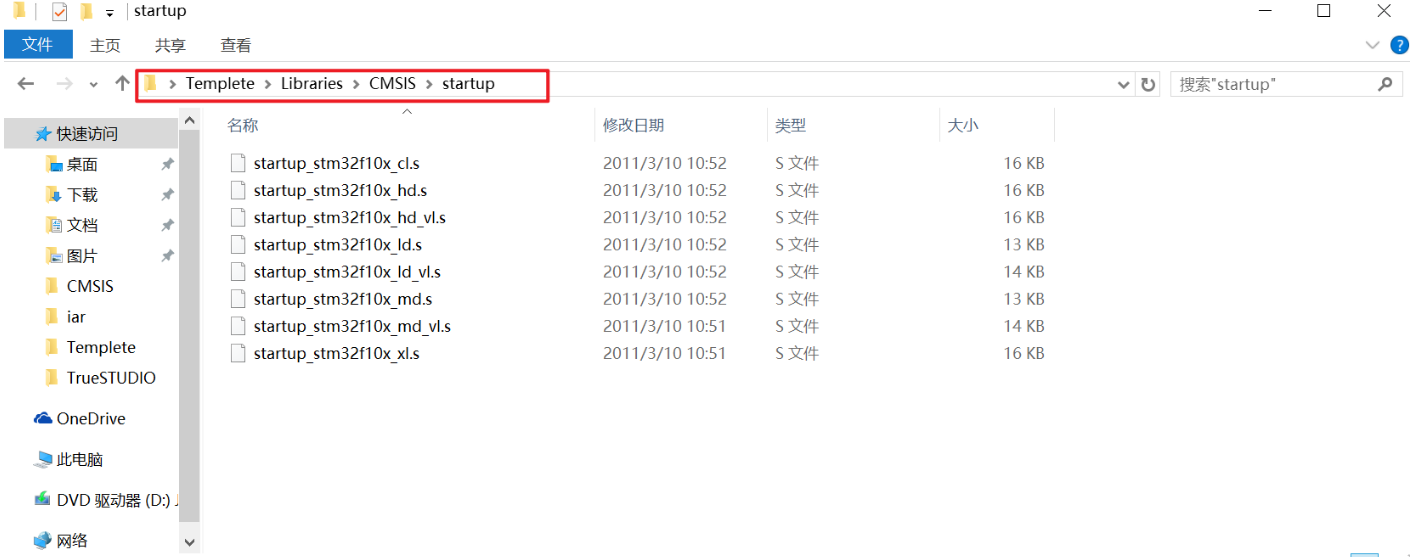 startup
文件 主页 共享 查看
Templete Libraries CMSIS startup 搜索"startup"
快速访问
桌面
下载
文档
图片
CMSIS
iar
Templete
TrueSTUDIO
OneDrive
此电脑
DVD 驱动器 (D:)
网络
名称 修改日期 类型 大小
startup_stm32f10x_cl.s 2011/3/10 10:52 S 文件 16 KB
startup_stm32f10x_hd.s 2011/3/10 10:52 S 文件 16 KB
startup_stm32f10x_hd_vl.s 2011/3/10 10:52 S 文件 16 KB
startup_stm32f10x_ld.s 2011/3/10 10:52 S 文件 13 KB
startup_stm32f10x_ld_vl.s 2011/3/10 10:52 S 文件 14 KB
startup_stm32f10x_md.s 2011/3/10 10:52 S 文件 13 KB
startup_stm32f10x_md_vl.s 2011/3/10 10:51 S 文件 14 KB
startup_stm32f10x_xl.s 2011/3/10 10:51 S 文件 16 KB